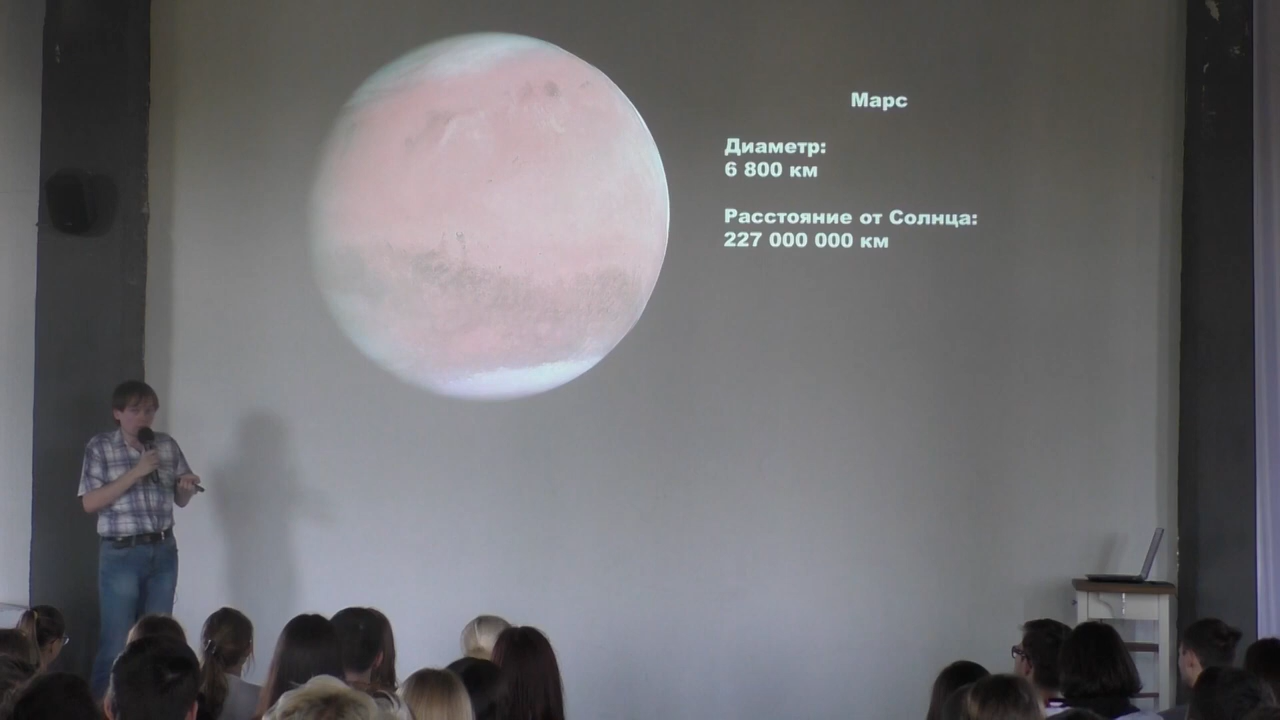 Марс
Диаметр:
6 800 км
Расстояние от Солнца:
227 000 000 км